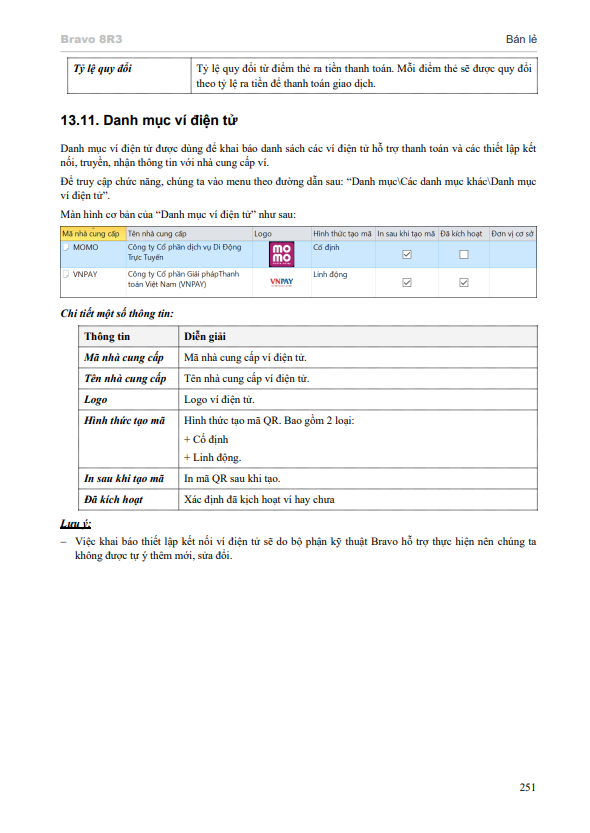 Bravo 8R3 Bán lẻ
Tỷ lệ quy đổi Tỷ lệ quy đổi từ điểm thẻ ra tiền thanh toán. Mỗi điểm thẻ sẽ được quy đổi
theo tỷ lệ ra tiền để thanh toán giao dịch.
13.11. Danh mục ví điện tử
Danh mục ví điện tử được dùng để khai báo danh sách các ví điện tử hỗ trợ thanh toán và các thiết lập kết
nối, truyền, nhận thông tin với nhà cung cấp ví.
Để truy cập chức năng, chúng ta vào menu theo đường dẫn sau: “Danh mục\Các danh mục khác\Danh mục
ví điện tử”.
Màn hình cơ bản của “Danh mục ví điện tử” như sau:
Mã nhà cung cấp Tên nhà cung cấp Logo Hình thức tạo mã In sau khi tạo mã Đã kích hoạt Đơn vị cơ sở
MOMO Công ty Cổ phần dịch vụ Di Động mo Cố định
Trực Tuyến mo
VNPAY Công ty Cổ phần Giải phápThanh Linh động
toán Việt Nam (VNPAY) VNPAY
Chi tiết một số thông tin:
Thông tin Diễn giải
Mã nhà cung cấp Mã nhà cung cấp ví điện tử.
Tên nhà cung cấp Tên nhà cung cấp ví điện tử.
Logo Logo ví điện tử.
Hình thức tạo mã Hình thức tạo mã QR. Bao gồm 2 loại:
+ Cố định
+ Linh động.
In sau khi tạo mã In mã QR sau khi tạo.
Đã kích hoạt Xác định đã kịch hoạt ví hay chưa
Lưu ý:
− Việc khai báo thiết lập kết nối ví điện tử sẽ do bộ phận kỹ thuật Bravo hỗ trợ thực hiện nên chúng ta
không được tự ý thêm mới, sửa đổi.
251